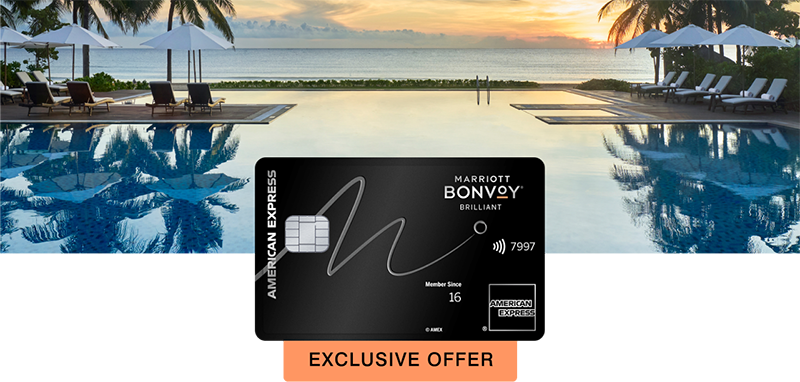 AMERICAN EXPRESS
MARRIOTT
BONVOY®
BRILLIANT
7997
Member Since
16
AMERICAN
EXPRESS
®
© AMEX
EXCLUSIVE OFFER